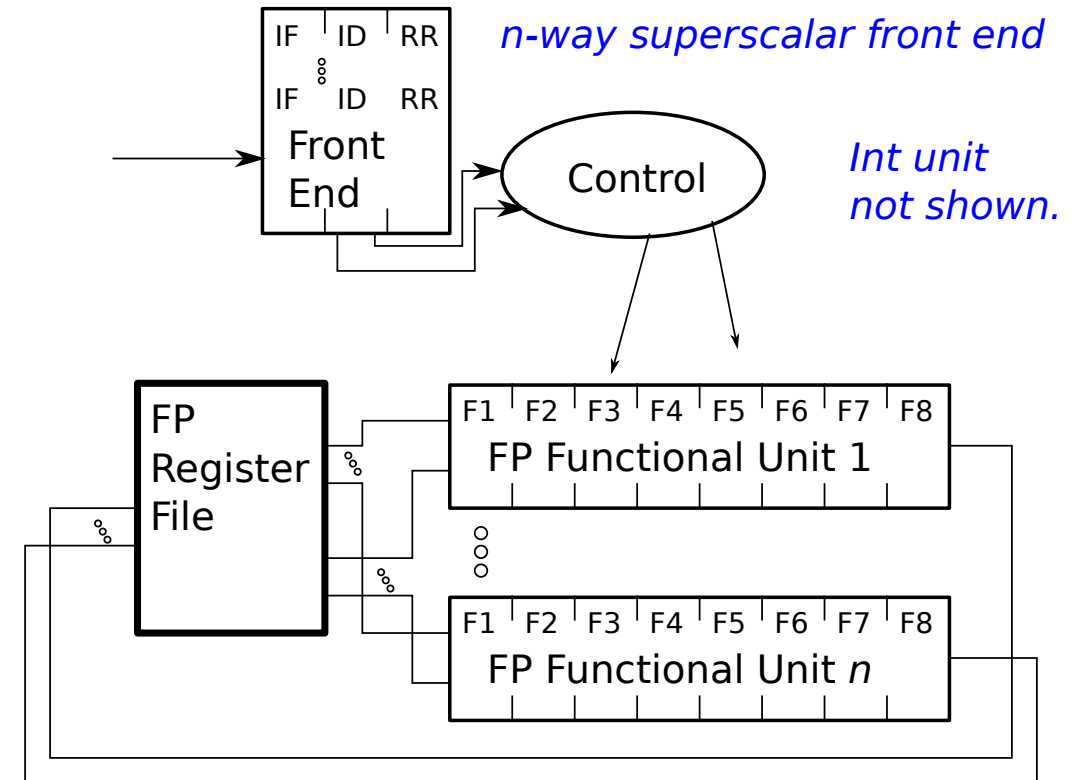 IF ID RR
n-way superscalar front end
IF ID RR
Front
End
Control
Int unit
not shown.
FP
Register
File
F1 F2 F3 F4 F5 F6 F7 F8
FP Functional Unit 1
F1 F2 F3 F4 F5 F6 F7 F8
FP Functional Unit n